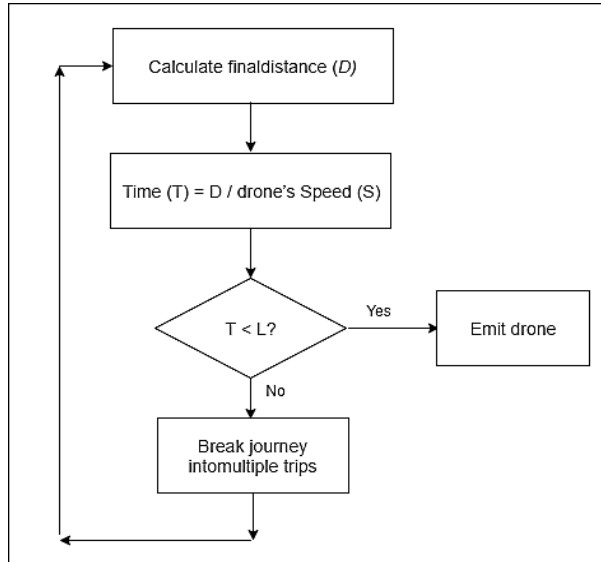 Calculate finaldistance (D)
Time (T) = D / drone's Speed (S)
T < L?
Yes
Emit drone
No
Break journey
intomultiple trips